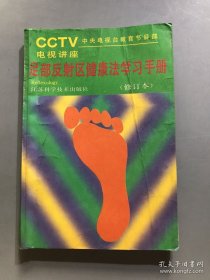 CCTV 中央电视台教育节目部
电视讲座
足部反射区健康法学习手册
Reflexology
江苏科学技术出版社
(修订本)